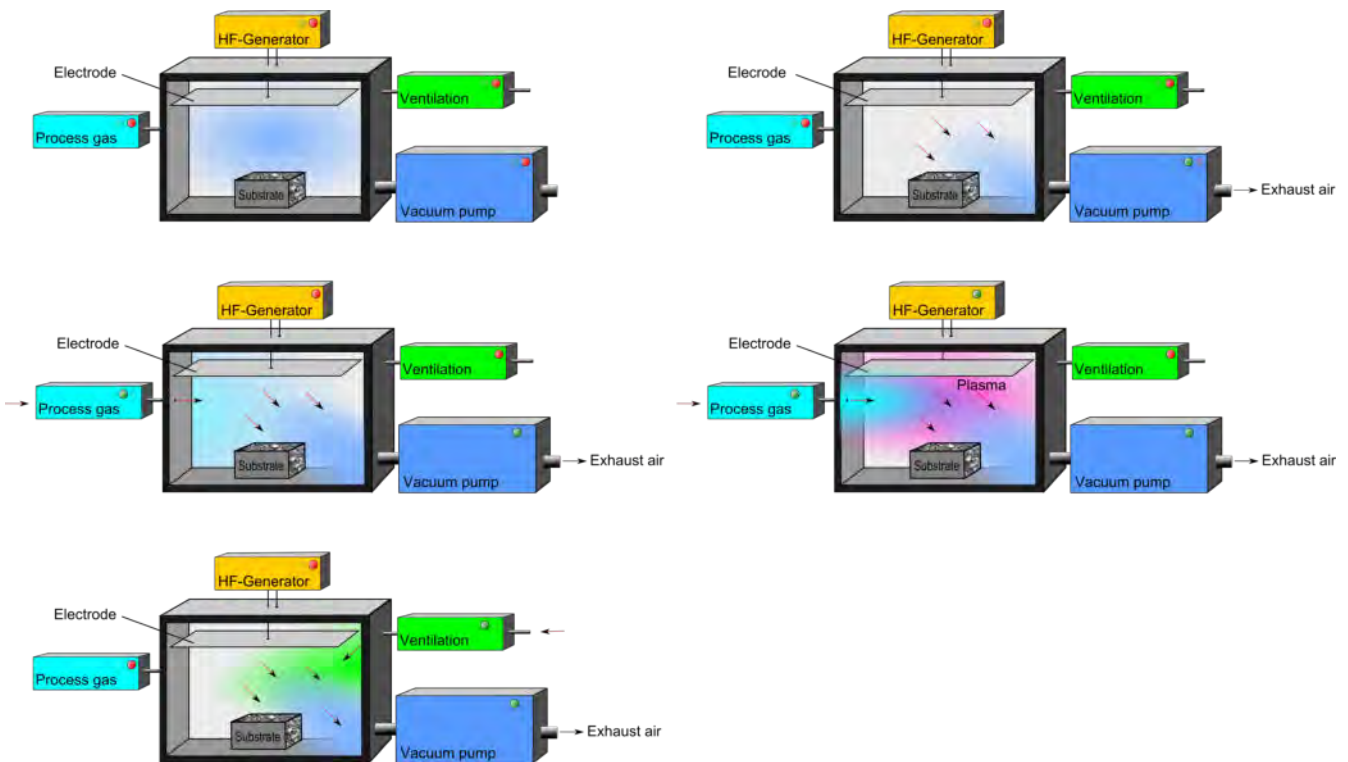 HF-Generator
Electrode
Ventilation
Process gas
Substrate
Vacuum pump
HF-Generator
Elecrode
Ventilation
Process gas
Substrate
Vacuum pump
Exhaust air
HF-Generator
Electrode
Ventilation
Process gas
Substrate
Vacuum pump
Exhaust air
HF-Generator
Electrode
Ventilation
Plasma
Process gas
Substrate
Vacuum pump
Exhaust air
HF-Generator
Electrode
Ventilation
Process gas
Substrate
Vacuum pump
Exhaust air